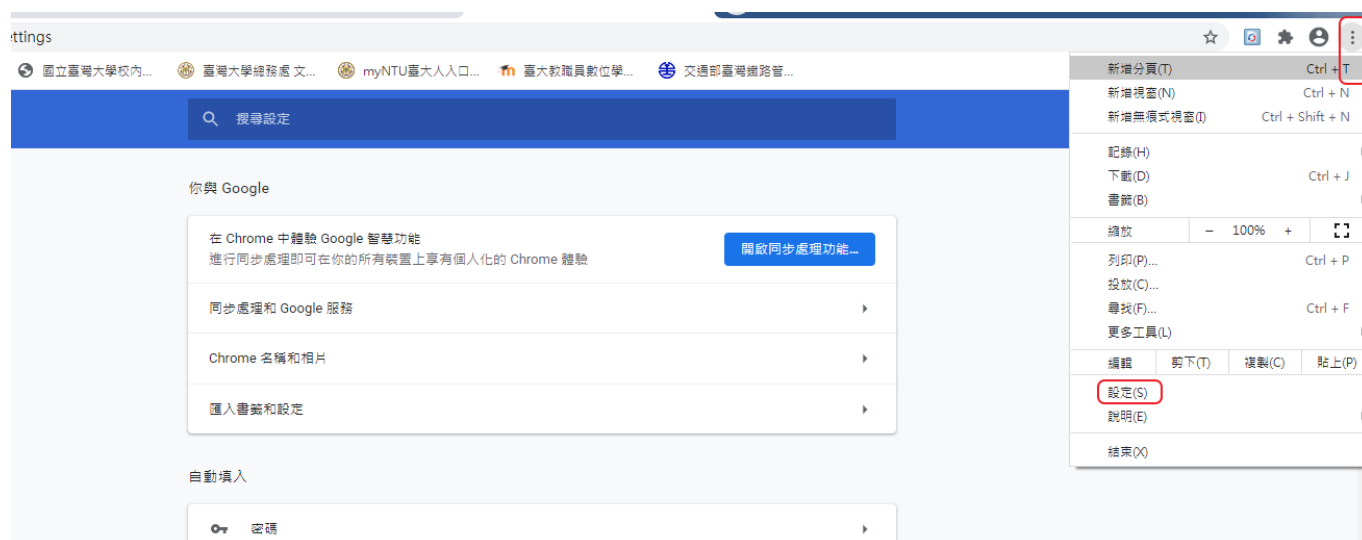 ettings
國立臺灣大學校內...
臺灣大學總務處 文...
myNTU臺大人入口...
臺大教職員數位學...
交通部臺灣鐵路管...
搜尋設定
你與 Google
在 Chrome 中體驗 Google 智慧功能
進行同步處理即可在你的所有裝置上享有個人化的 Chrome 體驗
開啟同步處理功能...
同步處理和 Google 服務
Chrome 名稱和相片
匯入書籤和設定
自動填入
密碼
新增分頁(T) Ctrl + T
新增視窗(N) Ctrl + N
新增無痕式視窗(I) Ctrl + Shift + N
記錄(H)
下載(D) Ctrl + J
書籤(B)
縮放 − 100% +
列印(P)... Ctrl + P
投放(C)...
尋找(F)... Ctrl + F
更多工具(L)
編輯 剪下(T) 複製(C) 貼上(P)
設定(S)
說明(E)
結束(X)